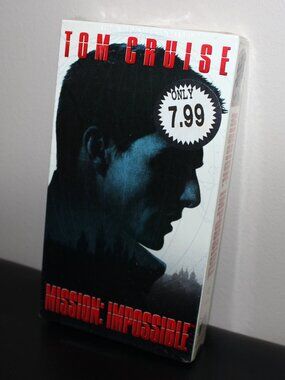 TOM CRUISE
ONLY
7.99
MISSION: IMPOSSIBLE